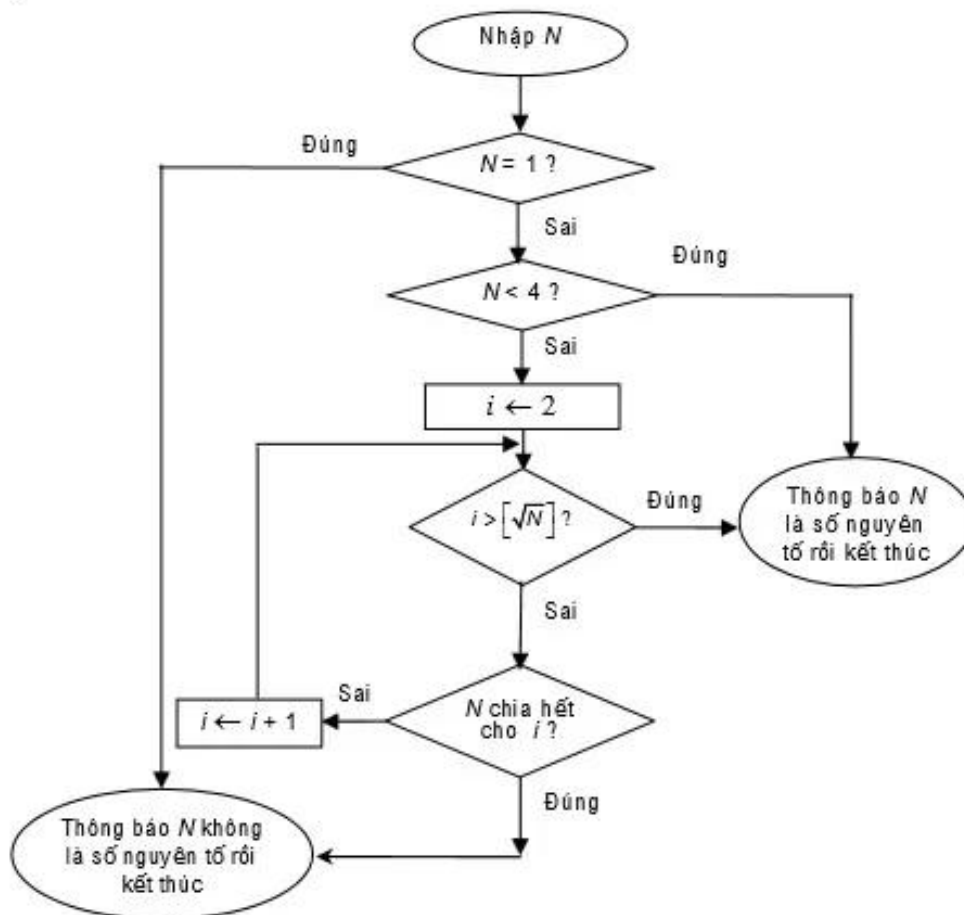 Nhập N
Đúng
N = 1 ?
Sai
Đúng
N < 4 ?
Sai
i ← 2
i > [√N] ?
Đúng
Thông báo N
là số nguyên
tố rồi kết thúc
Sai
Sai
i ← i + 1
N chia hết
cho i ?
Đúng
Thông báo N không
là số nguyên tố rồi
kết thúc